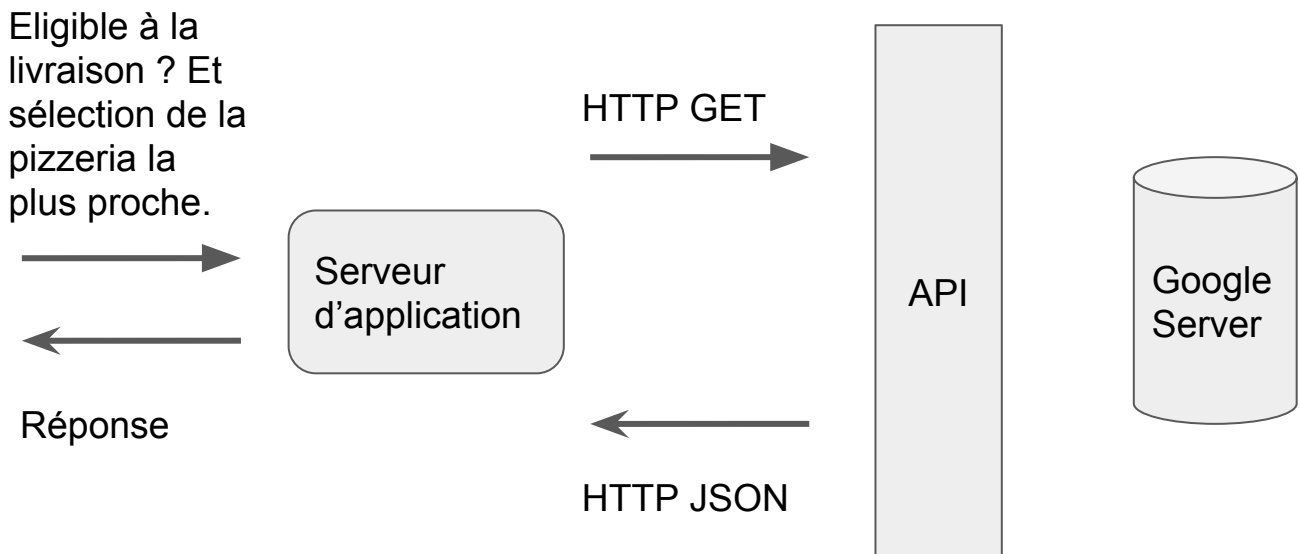 Eligible à la
livraison ? Et
sélection de la
pizzeria la
plus proche.
HTTP GET
Serveur
d’application
API
Google
Server
Réponse
HTTP JSON